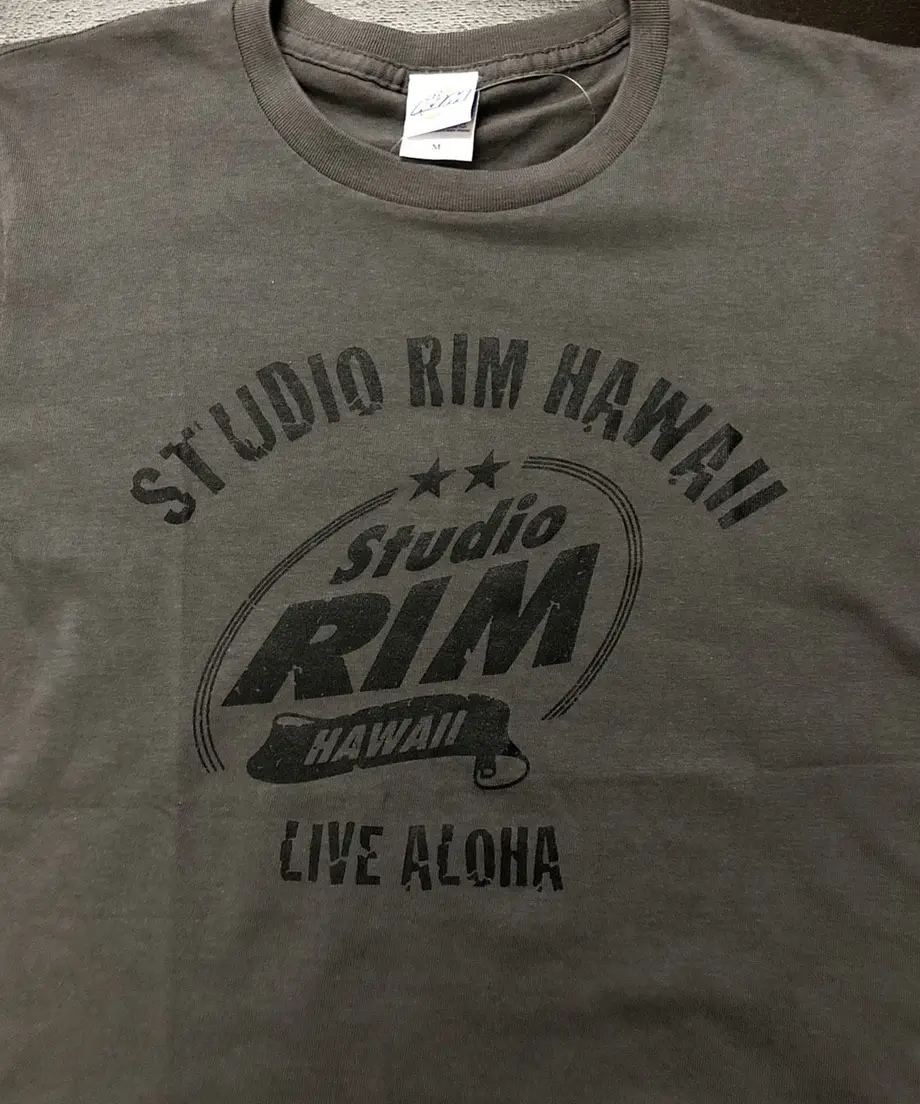 M
STUDIO RIM HAWAII
Studio
RIM
HAWAII
LIVE ALOHA